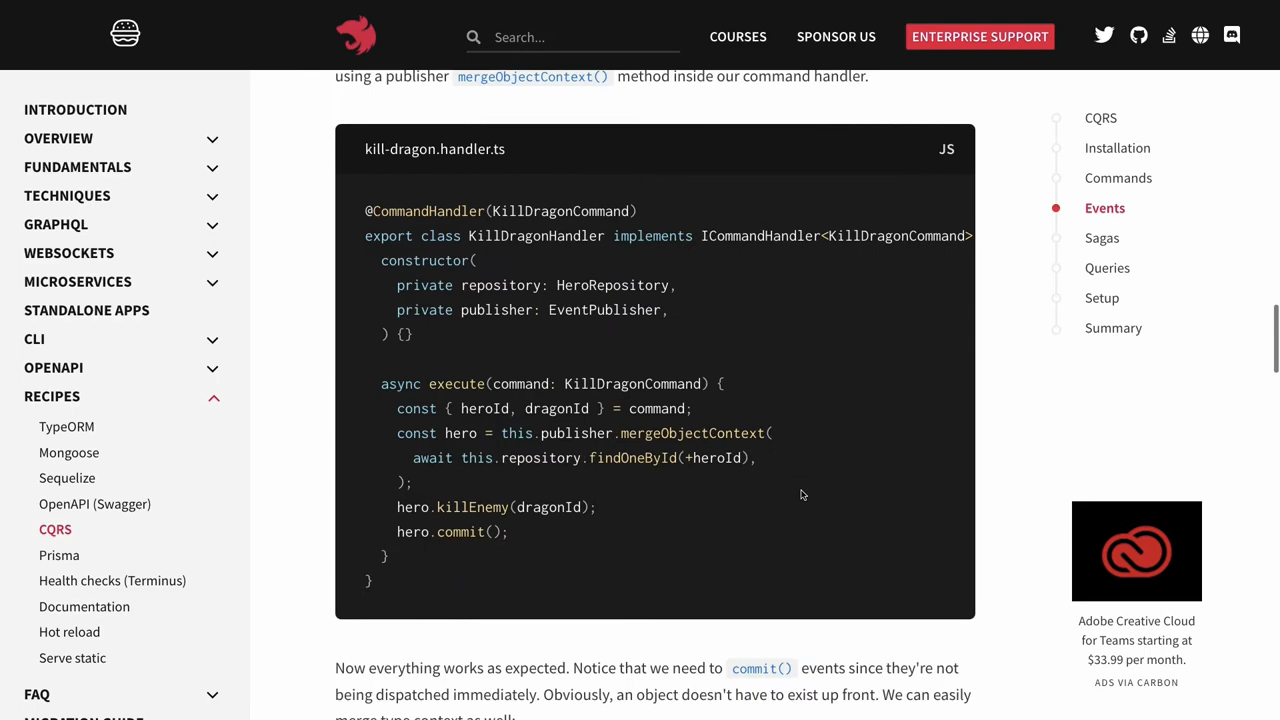 Search...
COURSES
SPONSOR US
ENTERPRISE SUPPORT
INTRODUCTION
OVERVIEW
FUNDAMENTALS
TECHNIQUES
GRAPHQL
WEBSOCKETS
MICROSERVICES
STANDALONE APPS
CLI
OPENAPI
RECIPES
TypeORM
Mongoose
Sequelize
OpenAPI (Swagger)
CQRS
Prisma
Health checks (Terminus)
Documentation
Hot reload
Serve static
FAQ
MIGRATION GUIDE
using a publisher mergeObjectContext() method inside our command handler.
kill-dragon.handler.ts
JS
@CommandHandler(KillDragonCommand)
export class KillDragonHandler implements ICommandHandler<KillDragonCommand>
constructor(
private repository: HeroRepository,
private publisher: EventPublisher,
) {}
async execute(command: KillDragonCommand) {
const { heroId, dragonId } = command;
const hero = this.publisher.mergeObjectContext(
await this.repository.findOneById(+heroId),
);
hero.killEnemy(dragonId);
hero.commit();
}
}
Now everything works as expected. Notice that we need to commit() events since they're not
being dispatched immediately. Obviously, an object doesn't have to exist up front. We can easily
merge type context as well:
CQRS
Installation
Commands
Events
Sagas
Queries
Setup
Summary
Adobe Creative Cloud
for Teams starting at
$33.99 per month.
ADS VIA CARBON